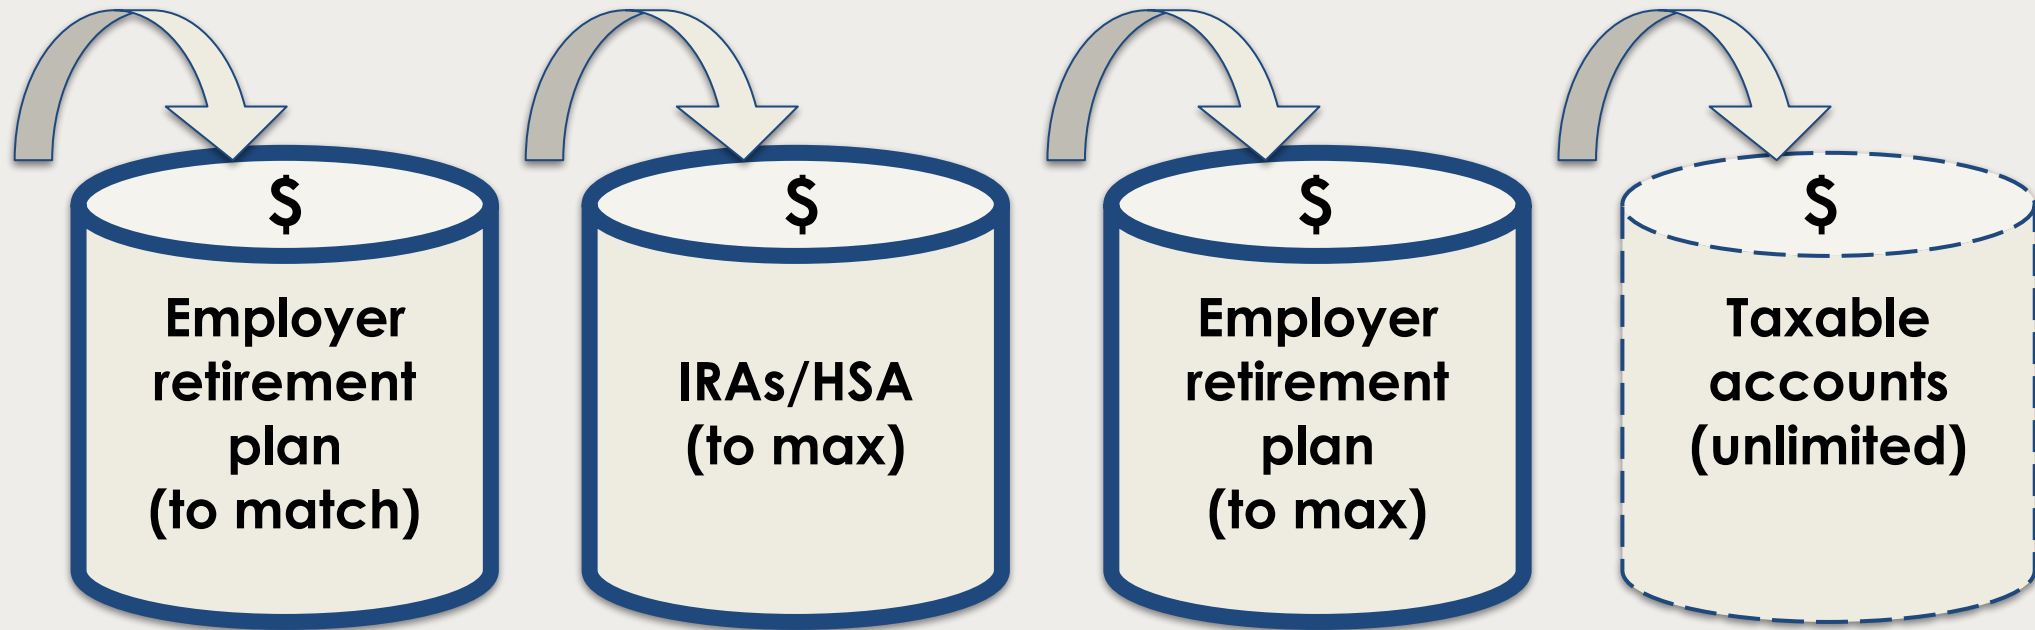 $
Employer
retirement
plan
(to match)
$
IRAs/HSA
(to max)
$
Employer
retirement
plan
(to max)
$
Taxable
accounts
(unlimited)